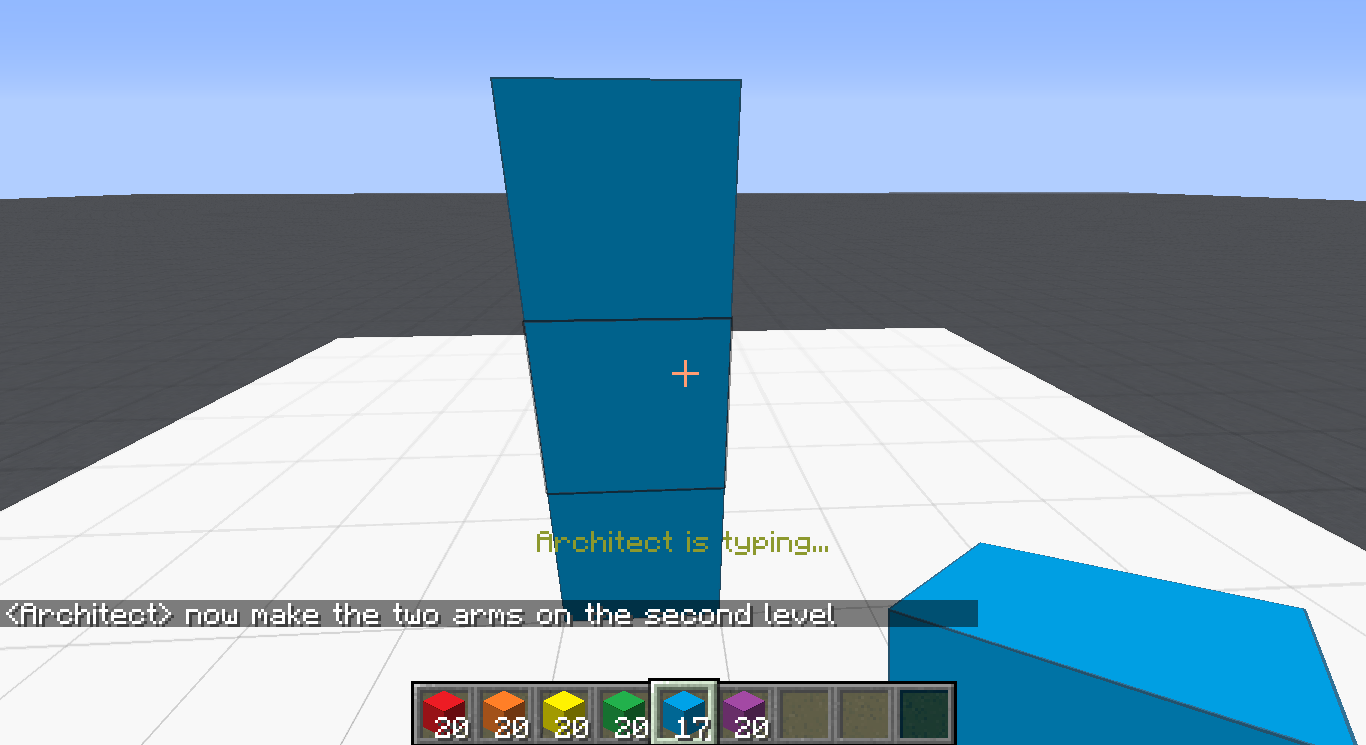 Architect is typing...
<Architect> now make the two arms on the second level
20 20 20 20 17 20